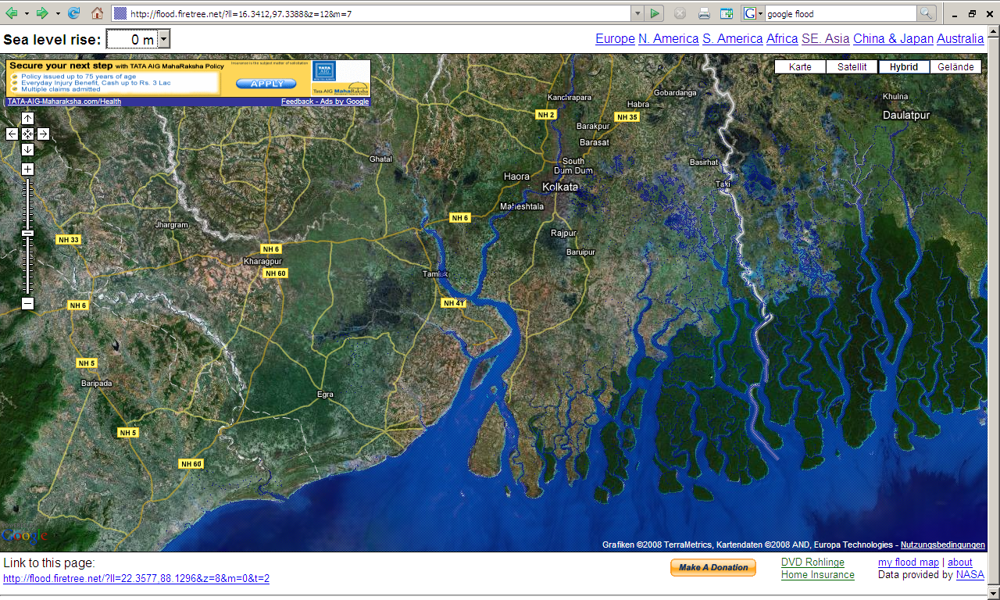 http://flood.firetree.net/?ll=16.3412,97.3388&z=12&m=7
google flood
Sea level rise: 0 m
Europe N. America S. America Africa SE. Asia China & Japan Australia
Secure your next step with TATA AIG MahaRaksha Policy
Insurance is the subject matter of solicitation
Policy issued up to 75 years of age
Everyday Injury Benefit, Cash up to Rs. 3 Lac
Multiple claims admitted
APPLY
TATA AIG
Tata AIG MahaRaksha
TATA-AIG-Maharaksha.com/Health
Feedback - Ads by Google
Karte Satellit Hybrid Gelände
Kanchrapara
Gobardanga
Habra
Khulna
Daulatpur
NH 2
NH 35
Barakpur
Barasat
Ghatal
South
Dum Dum
Basirhat
Haora
Kolkata
Taki
Maheshtala
NH 6
Jhargram
Rajpur
NH 33
NH 6
Kharagpur
Baruipur
NH 60
Tamluk
NH 6
NH 41
NH 5
Baripada
Egra
NH 5
NH 60
POWERED BY
Google
Grafiken ©2008 TerraMetrics, Kartendaten ©2008 AND, Europa Technologies - Nutzungsbedingungen
Link to this page:
http://flood.firetree.net/?ll=22.3577,88.1296&z=8&m=0&t=2
Make A Donation
DVD Rohlinge
Home Insurance
my flood map | about
Data provided by NASA